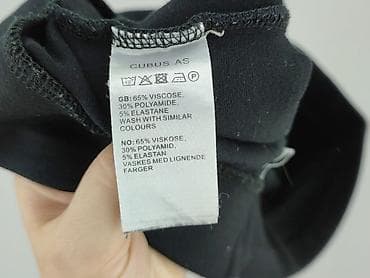 CUBUS AS
P
GB: 65% VISCOSE,
30% POLYAMIDE,
5% ELASTANE
WASH WITH SIMILAR
COLOURS
NO: 65% VISKOSE,
30% POLYAMID,
5% ELASTAN
VASKES MED LIGNENDE
FARGER